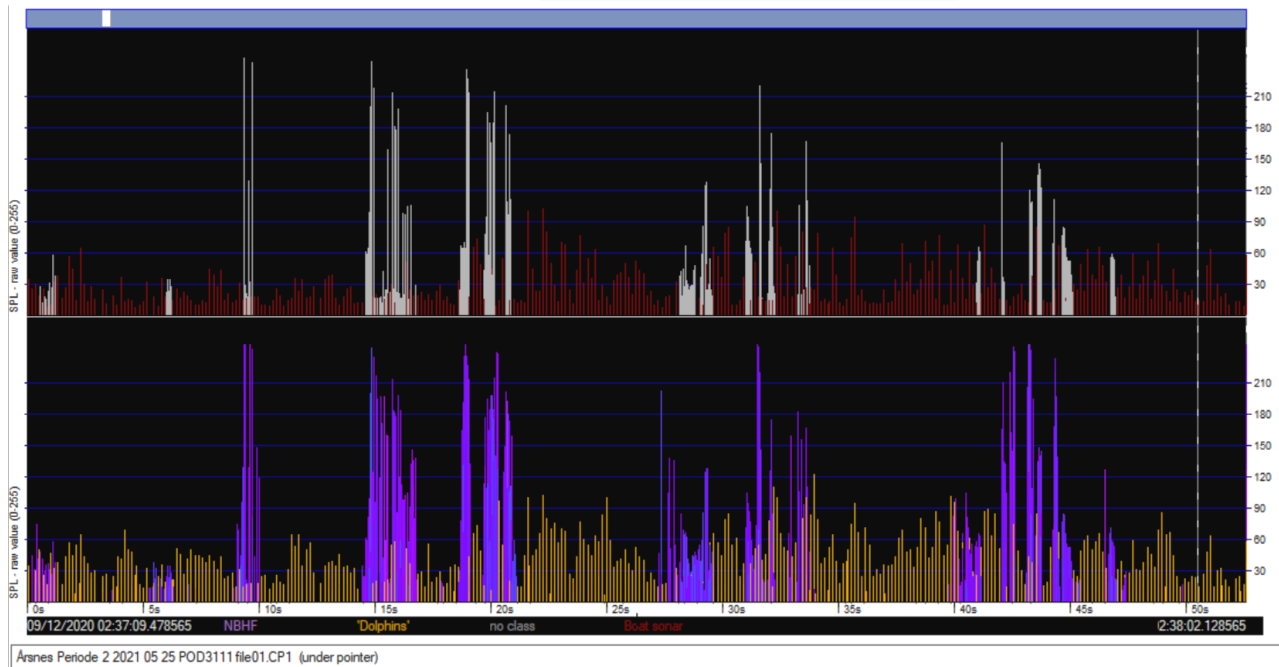 210
180
150
120
90
60
30
SPL - raw value (0-255)
210
180
150
120
90
60
30
SPL - raw value (0-255)
0s 5s 10s 15s 20s 25s 30s 35s 40s 45s 50s
09/12/2020 02:37:09.478565 NBHF 'Dolphins' no class Boat sonar 02:38:02.128565
Årsnes Periode 2 2021 05 25 POD3111 file01.CP1 (under pointer)